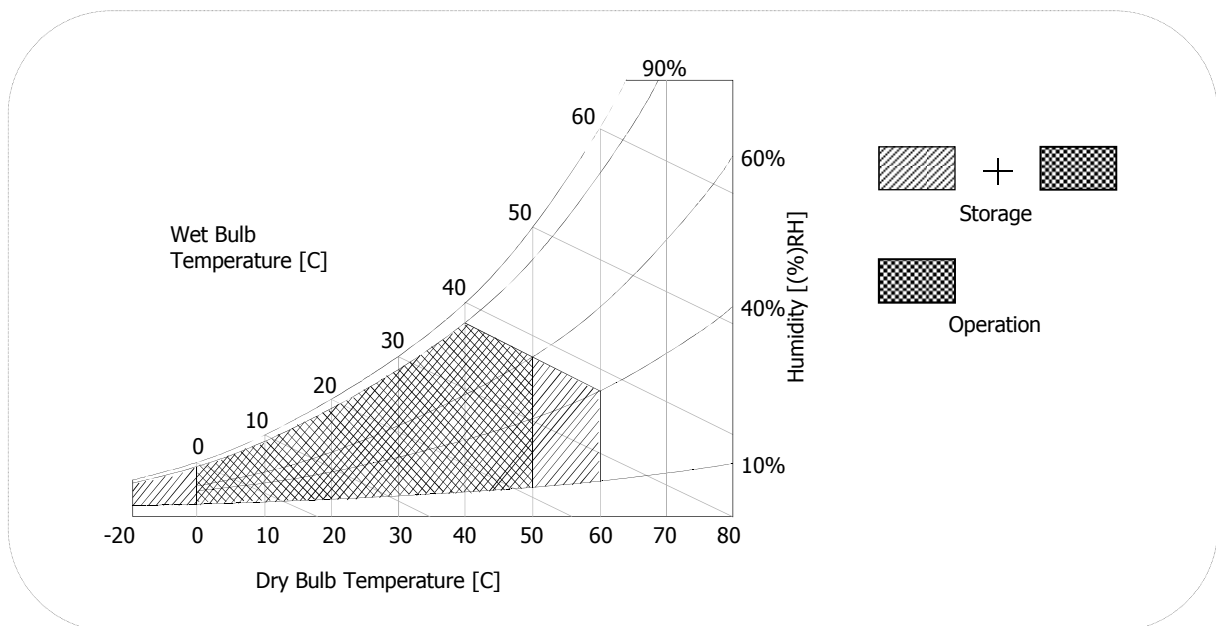 90%
60
60%
50
Wet Bulb
Temperature [C]
40
40%
30
20
10
0
10%
Humidity [(%)RH]
-20 0 10 20 30 40 50 60 70 80
Dry Bulb Temperature [C]
+
Storage
Operation